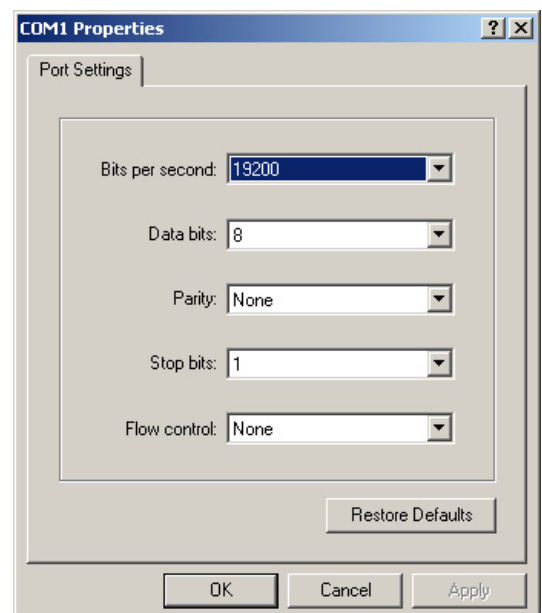 COM1 Properties
Port Settings
Bits per second: 19200
Data bits: 8
Parity: None
Stop bits: 1
Flow control: None
Restore Defaults
OK Cancel Apply